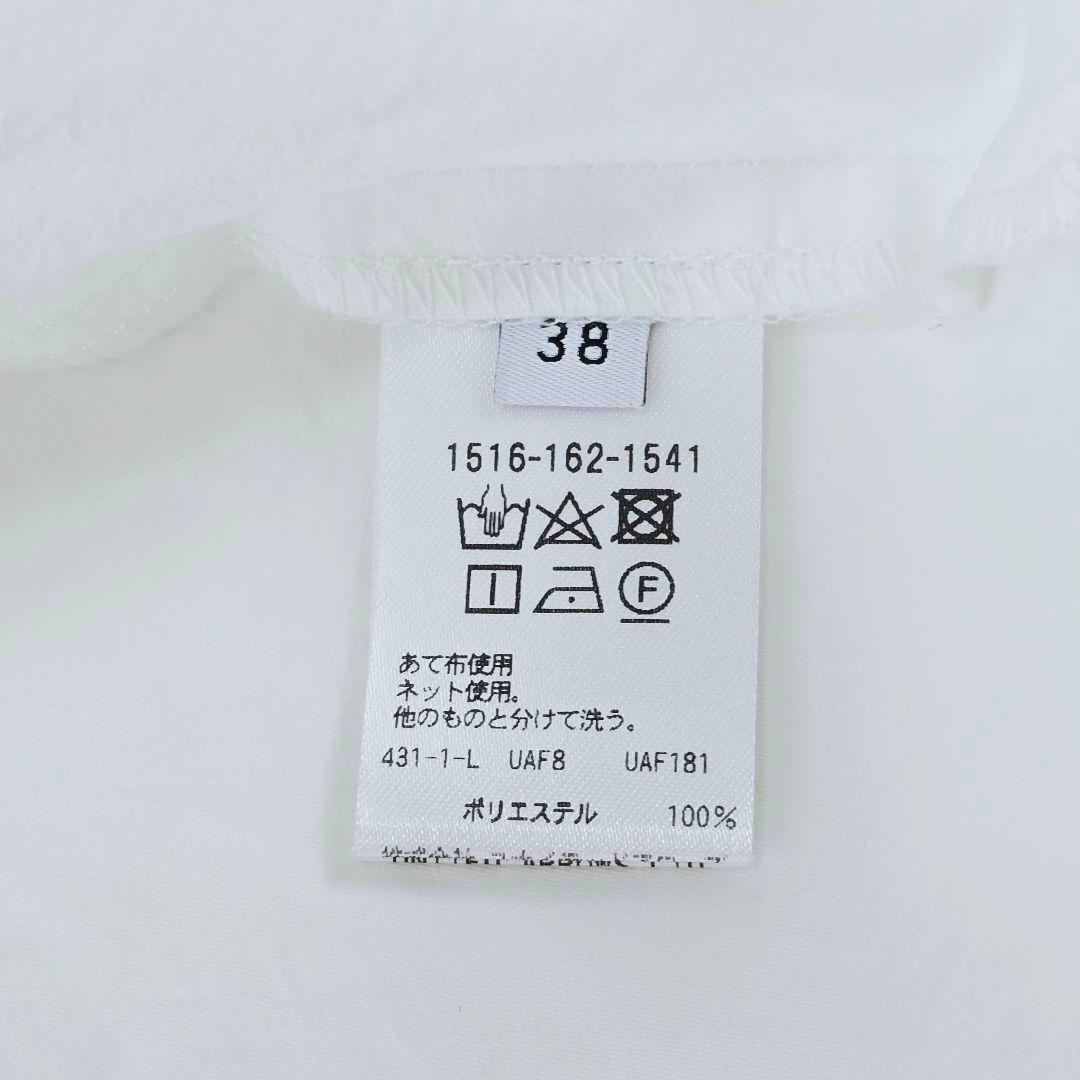 38
1516-162-1541
F
あて布使用
ネット使用。
他のものと分けて洗う。
431-1-L UAF8 UAF181
ポリエステル 100%